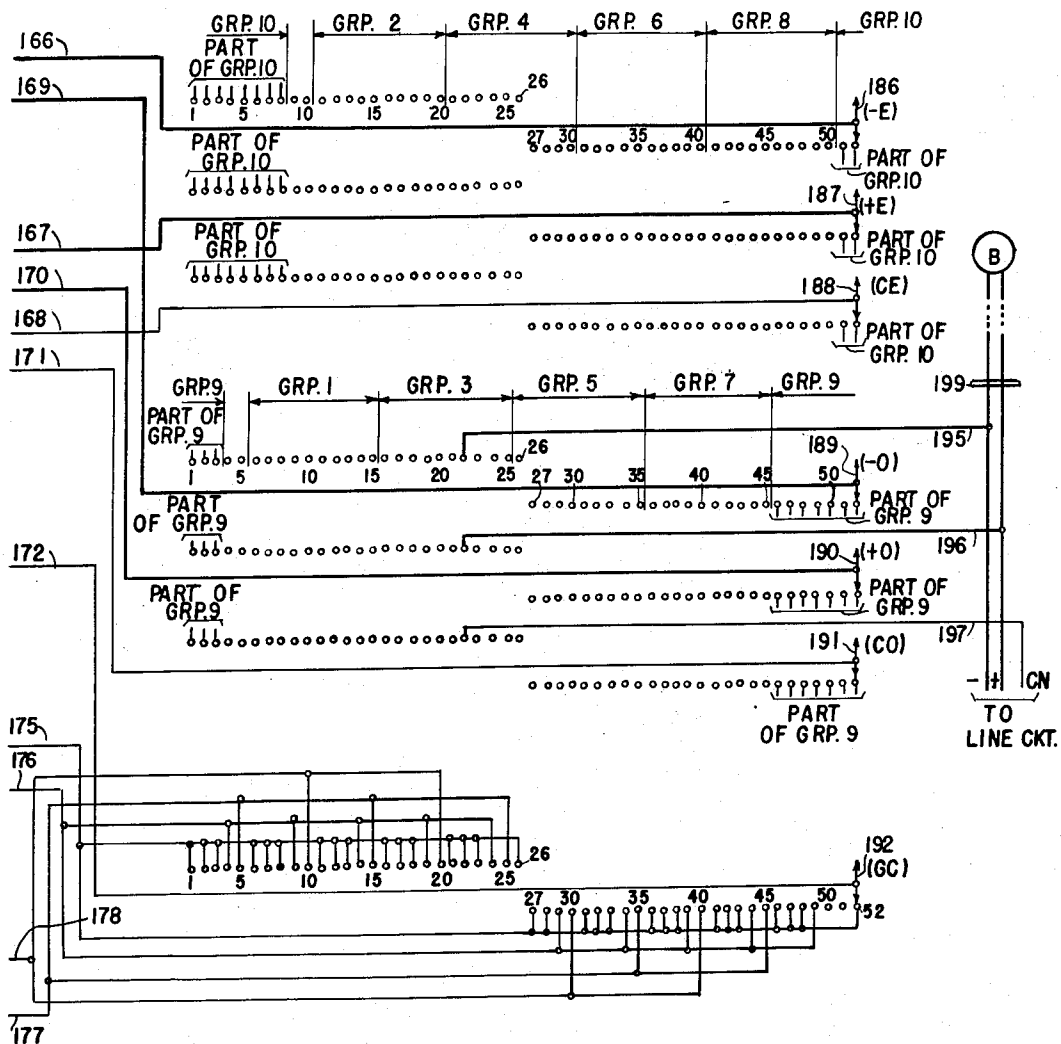 GRP. 10 GRP. 2 GRP. 4 GRP. 6 GRP. 8 GRP. 10
166
PART
OF GRP. 10
169
26
186
1 5 10 15 20
(-E)
27 30 35 40 45 50
PART OF
GRP. 10
PART OF
GRP. 10
187
(+E)
167
PART OF
GRP. 10
PART OF
GRP. 10
B
170
188
(CE)
168
PART OF
GRP. 10
171
GRP. 9 GRP. 1 GRP. 3 GRP. 5 GRP. 7 GRP. 9
199
PART OF
GRP. 9
195
26
189
1 5 10 15 20 25
(-O)
27 30 35 40 45 50
PART OF
GRP. 9
PART
OF GRP. 9
172
190
(+O)
196
PART OF
GRP. 9
PART OF
GRP. 9
197
191
(CO)
- + CN
PART
OF GRP. 9
TO
LINE CKT.
175
176
26
192
(GC)
1 5 10 15 20 25
27 30 35 40 45 50
52
178
177